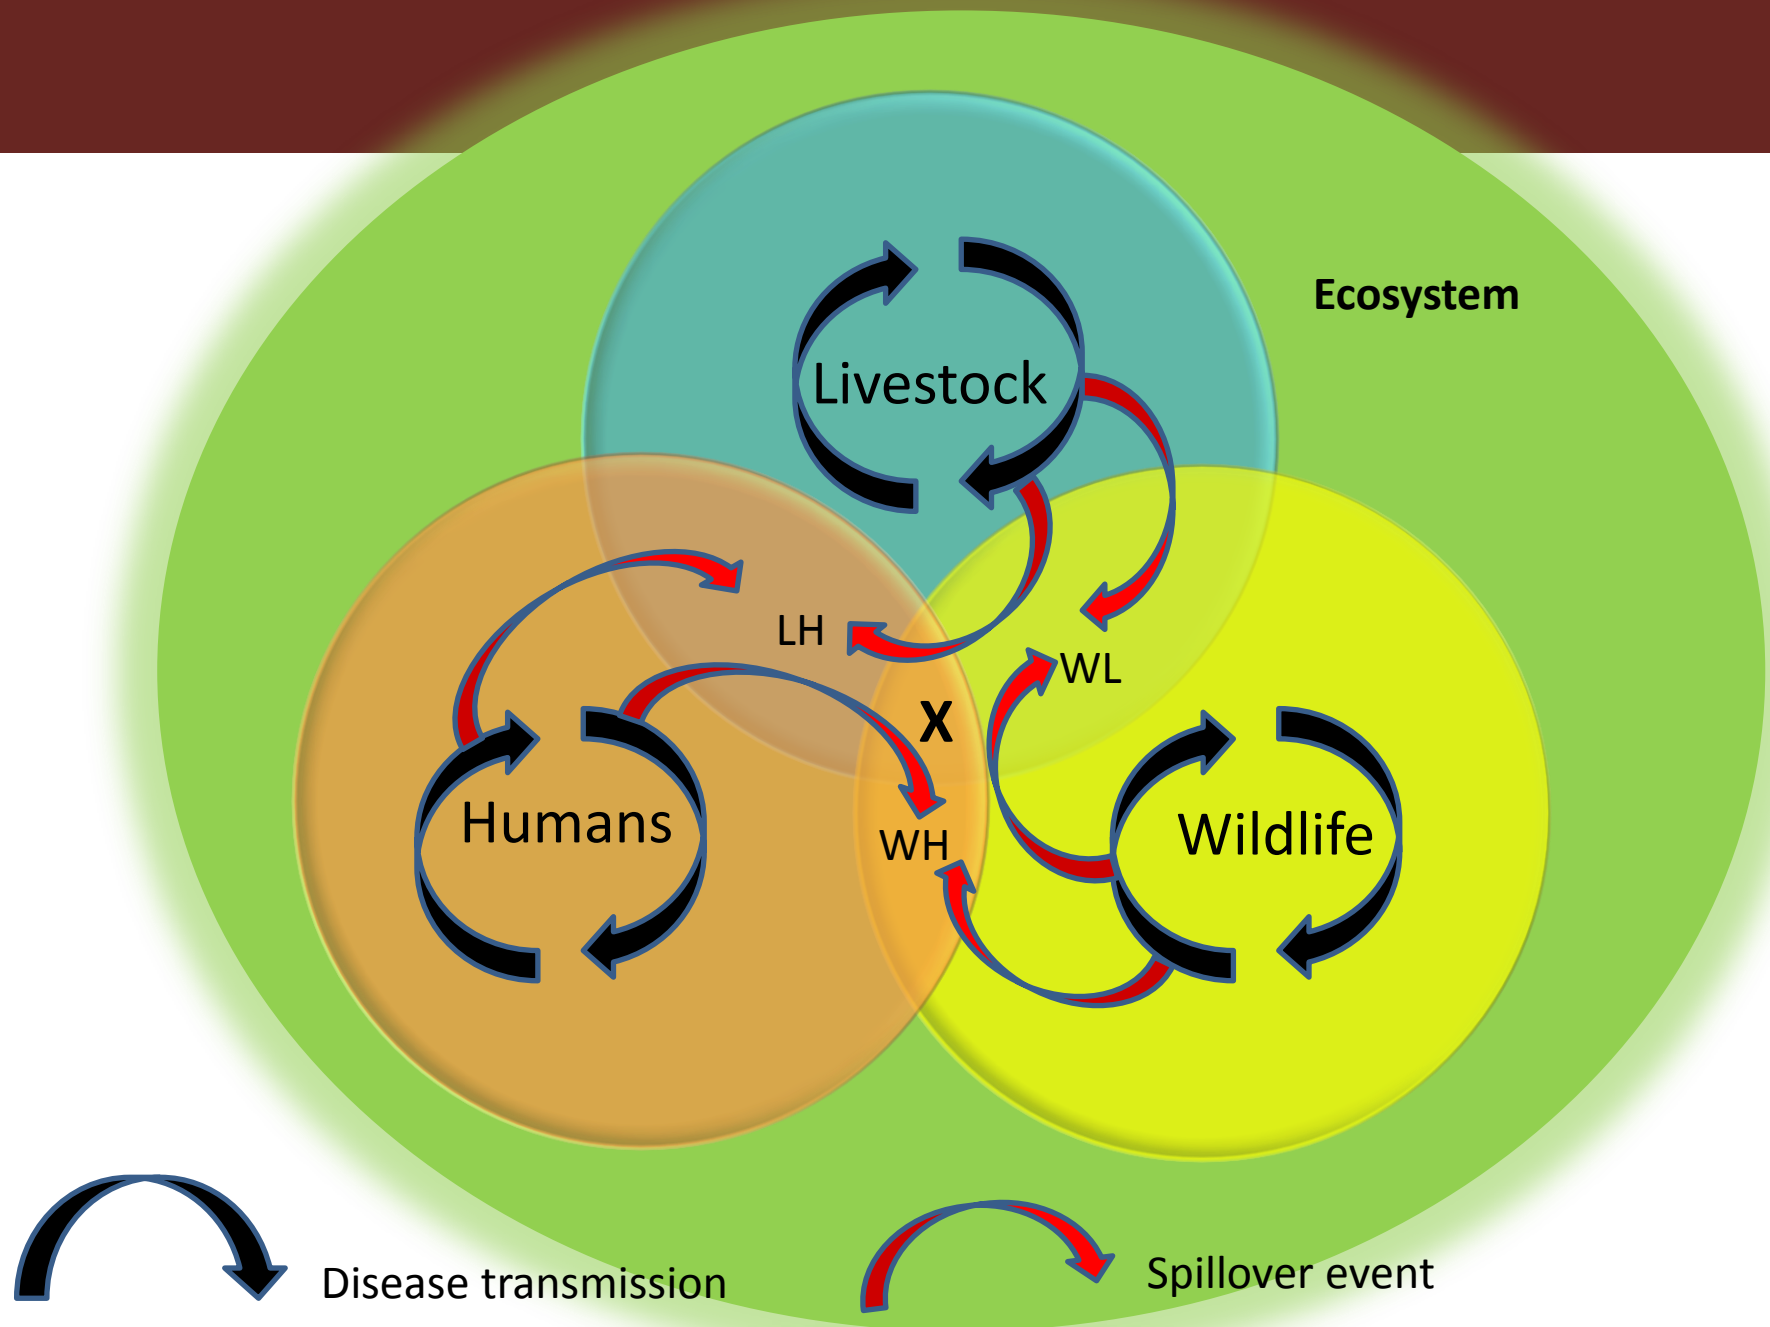 Ecosystem
Livestock
LH
WL
X
Humans
WH
Wildlife
Disease transmission
Spillover event